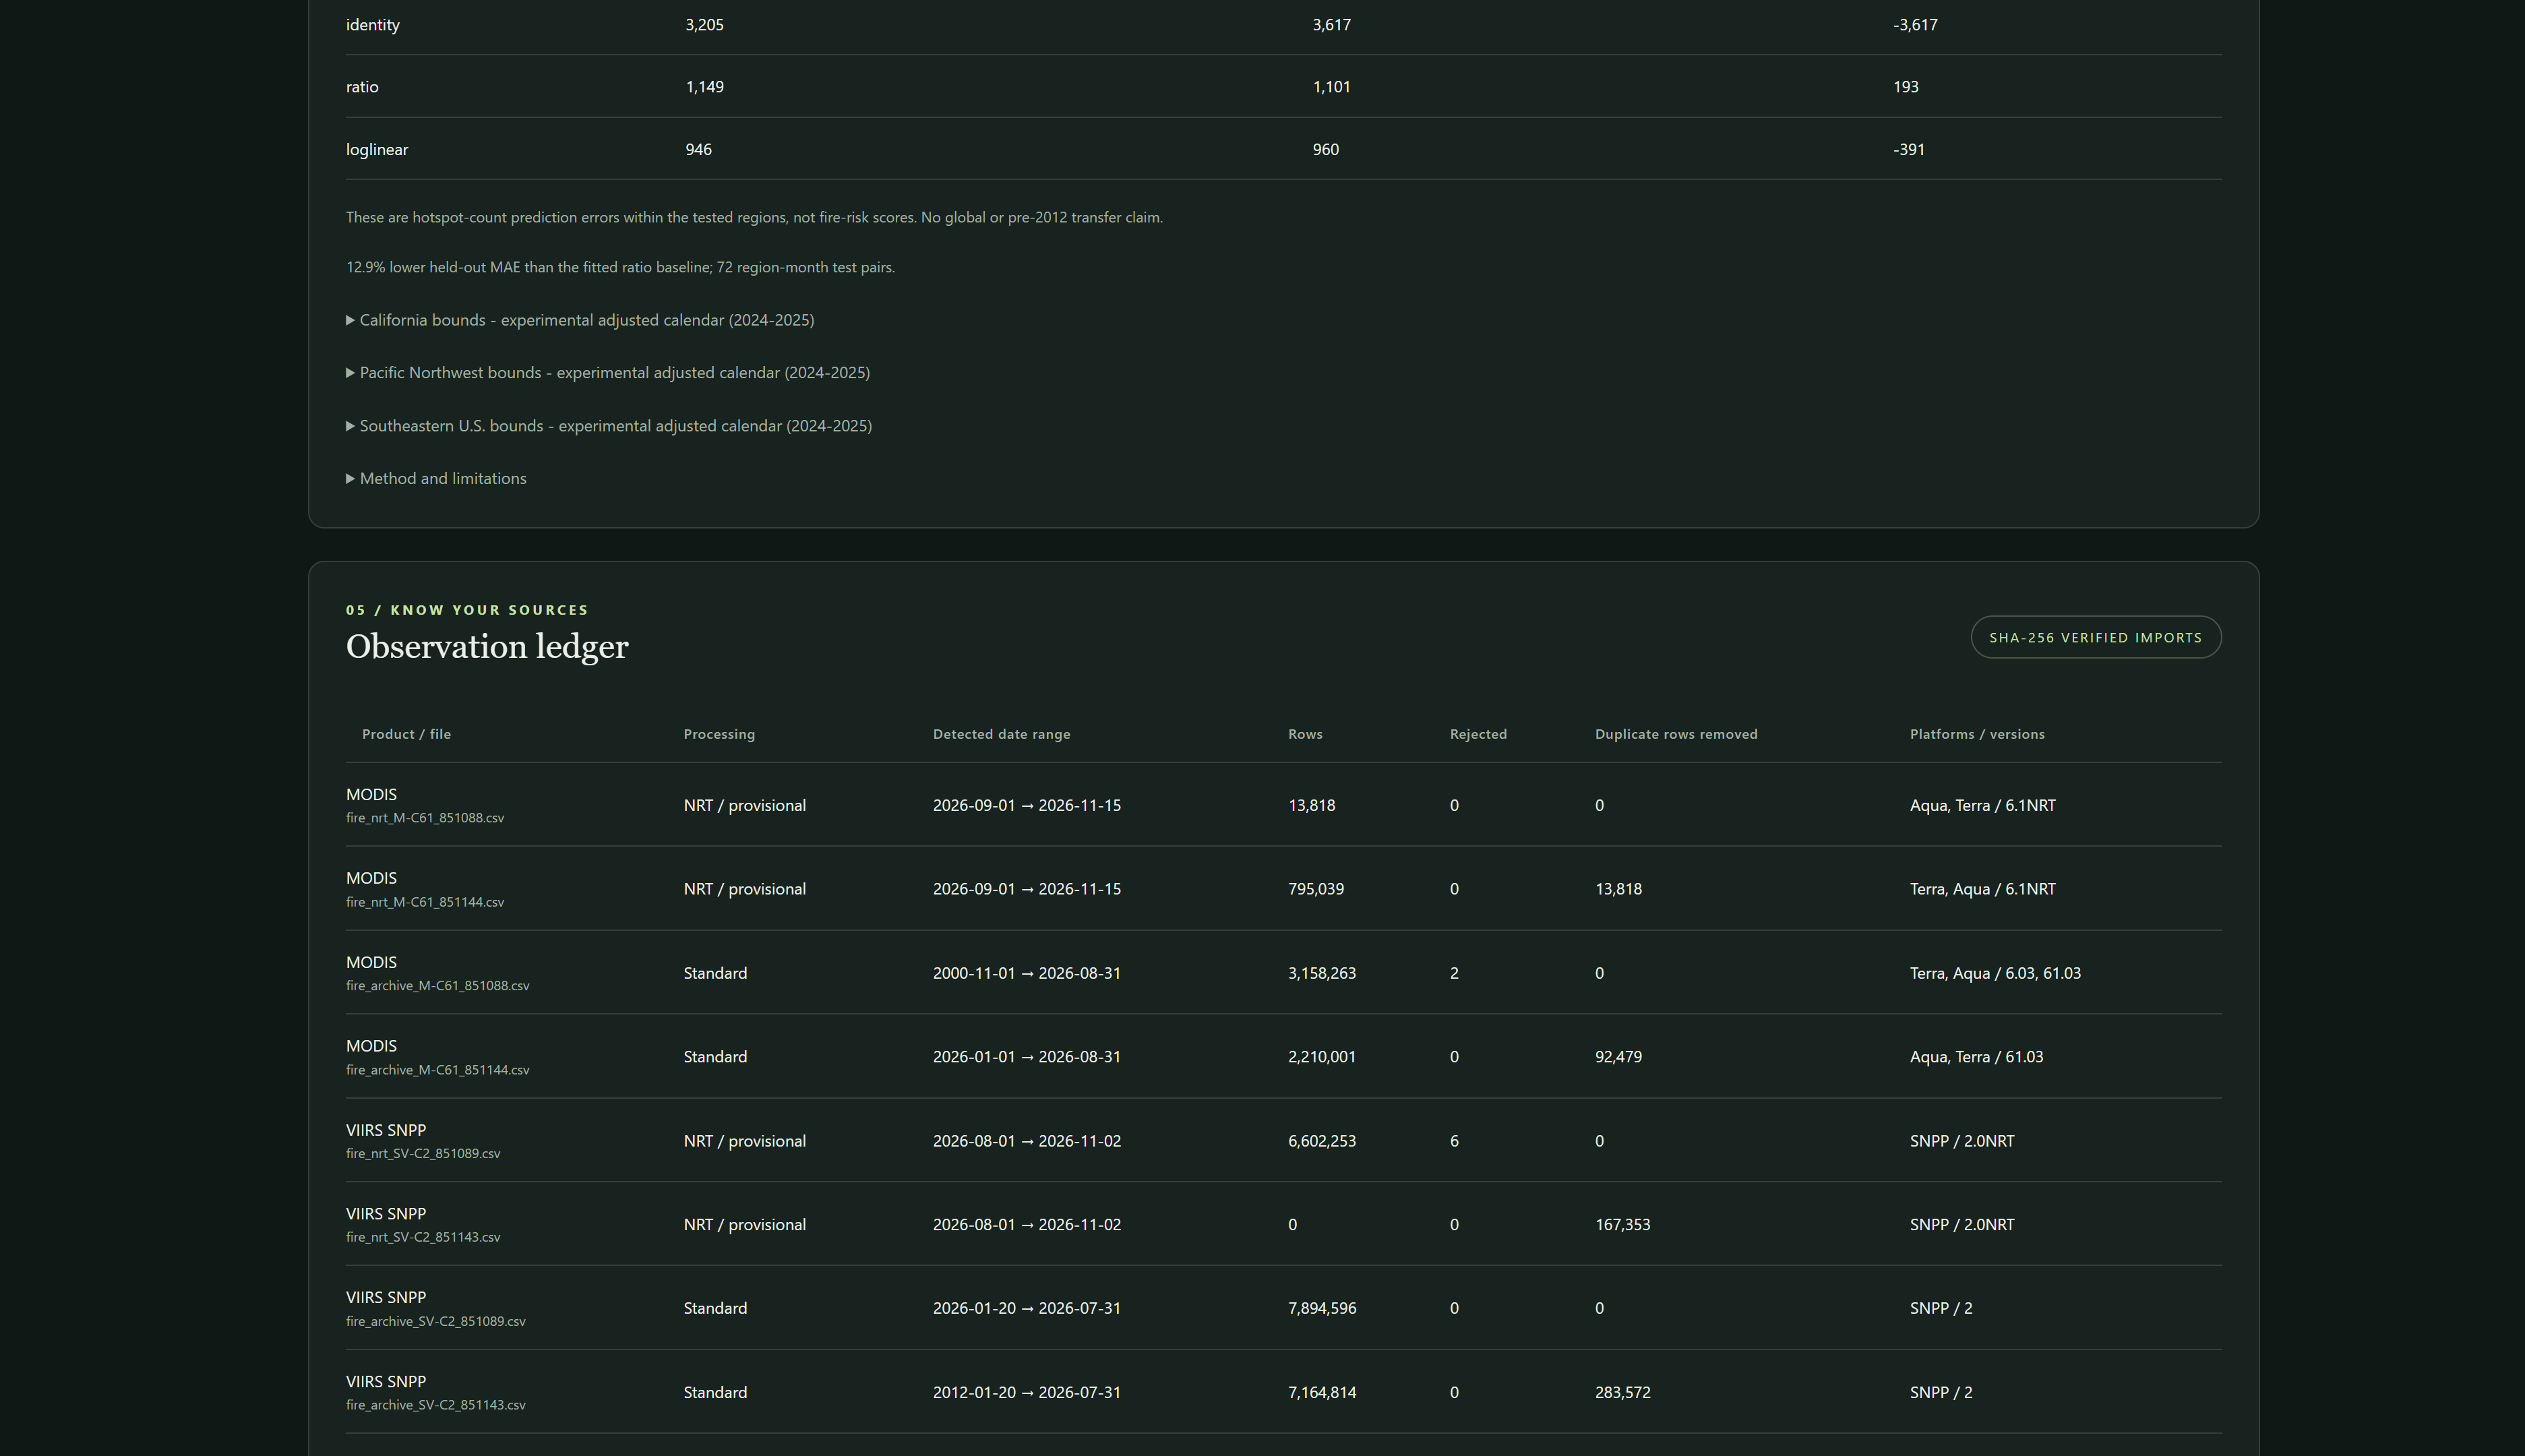 identity 3,205 3,617 -3,617
ratio 1,149 1,101 193
loglinear 946 960 -391
These are hotspot-count prediction errors within the tested regions, not fire-risk scores. No global or pre-2012 transfer claim.
12.9% lower held-out MAE than the fitted ratio baseline; 72 region-month test pairs.
▶ California bounds - experimental adjusted calendar (2024-2025)
▶ Pacific Northwest bounds - experimental adjusted calendar (2024-2025)
▶ Southeastern U.S. bounds - experimental adjusted calendar (2024-2025)
▶ Method and limitations
05 / KNOW YOUR SOURCES
Observation ledger
SHA-256 VERIFIED IMPORTS
Product / file Processing Detected date range Rows Rejected Duplicate rows removed Platforms / versions
MODIS
fire_nrt_M-C61_851088.csv
NRT / provisional 2026-09-01 → 2026-11-15 13,818 0 0 Aqua, Terra / 6.1NRT
MODIS
fire_nrt_M-C61_851144.csv
NRT / provisional 2026-09-01 → 2026-11-15 795,039 0 13,818 Terra, Aqua / 6.1NRT
MODIS
fire_archive_M-C61_851088.csv
Standard 2000-11-01 → 2026-08-31 3,158,263 2 0 Terra, Aqua / 6.03, 61.03
MODIS
fire_archive_M-C61_851144.csv
Standard 2026-01-01 → 2026-08-31 2,210,001 0 92,479 Aqua, Terra / 61.03
VIIRS SNPP
fire_nrt_SV-C2_851089.csv
NRT / provisional 2026-08-01 → 2026-11-02 6,602,253 6 0 SNPP / 2.0NRT
VIIRS SNPP
fire_nrt_SV-C2_851143.csv
NRT / provisional 2026-08-01 → 2026-11-02 0 0 167,353 SNPP / 2.0NRT
VIIRS SNPP
fire_archive_SV-C2_851089.csv
Standard 2026-01-20 → 2026-07-31 7,894,596 0 0 SNPP / 2
VIIRS SNPP
fire_archive_SV-C2_851143.csv
Standard 2012-01-20 → 2026-07-31 7,164,814 0 283,572 SNPP / 2